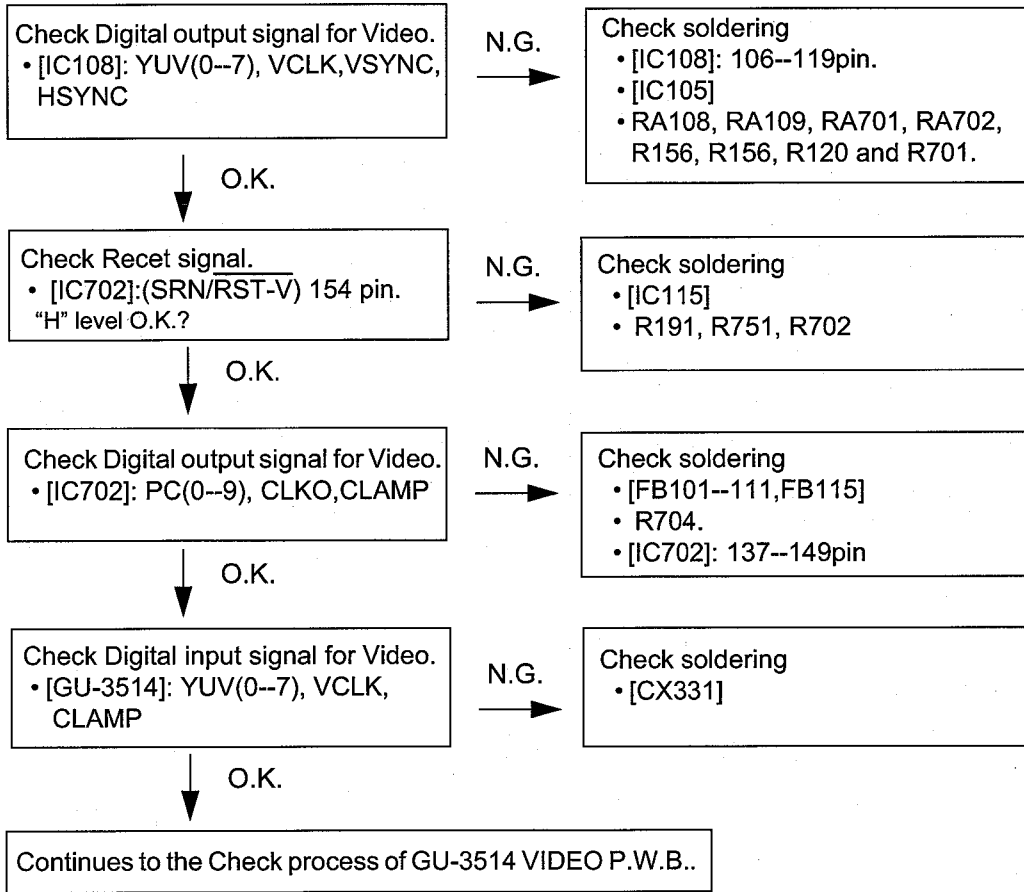 Check Digital output signal for Video.
• [IC108]: YUV(0--7), VCLK,VSYNC,
HSYNC
N.G.
Check soldering
• [IC108]: 106--119pin.
• [IC105]
• RA108, RA109, RA701, RA702,
R156, R156, R120 and R701.
O.K.
Check Recet signal.
• [IC702]:(SRN/RST-V) 154 pin.
“H” level O.K.?
N.G.
Check soldering
• [IC115]
• R191, R751, R702
O.K.
Check Digital output signal for Video.
• [IC702]: PC(0--9), CLKO,CLAMP
N.G.
Check soldering
• [FB101--111,FB115]
• R704.
• [IC702]: 137--149pin
O.K.
Check Digital input signal for Video.
• [GU-3514]: YUV(0--7), VCLK,
CLAMP
N.G.
Check soldering
• [CX331]
O.K.
Continues to the Check process of GU-3514 VIDEO P.W.B..